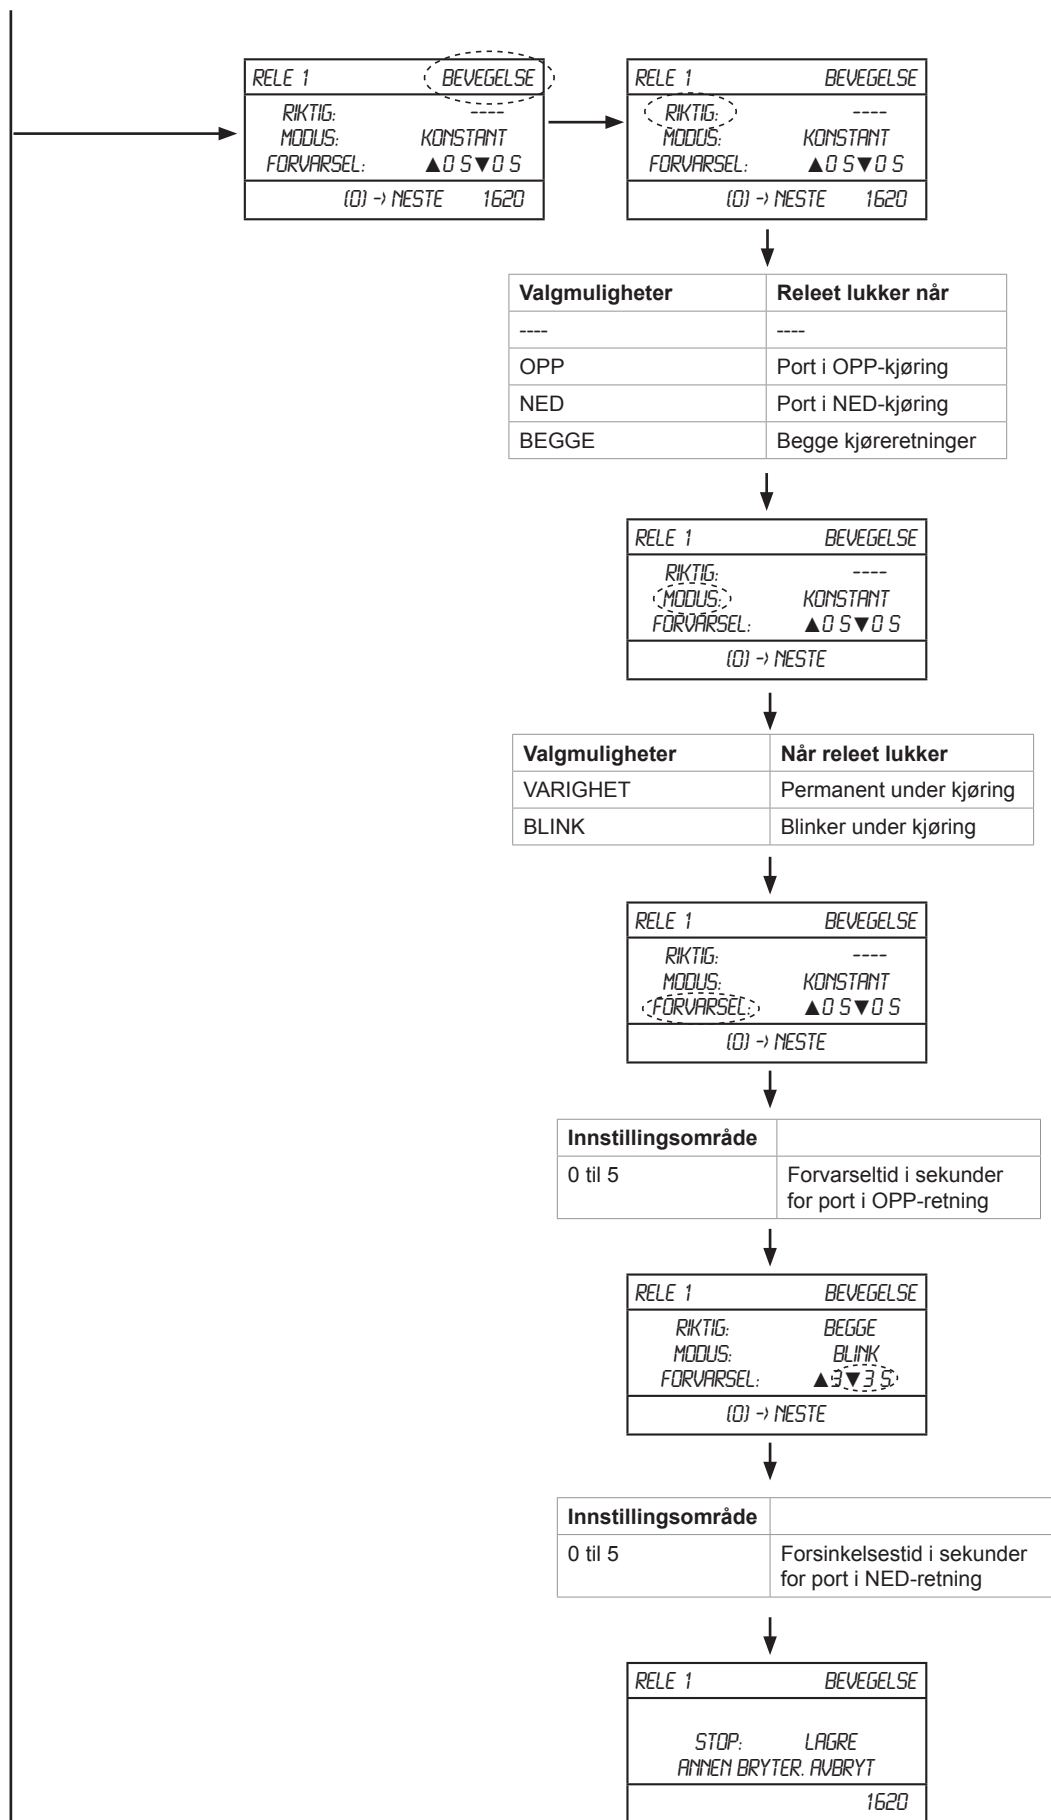 RELE 1 BEVEGELSE
RIKTIG: ----
MODUS: KONSTANT
FORVARSEL: ▲0 S▼0 S
(0) -> NESTE 1620
RELE 1 BEVEGELSE
RIKTIG: ----
MODUS: KONSTANT
FORVARSEL: ▲0 S▼0 S
(0) -> NESTE 1620
Valgmuligheter Releet lukker når
---- ----
OPP Port i OPP-kjøring
NED Port i NED-kjøring
BEGGE Begge kjøreretninger
RELE 1 BEVEGELSE
RIKTIG: ----
MODUS: KONSTANT
FORVARSEL: ▲0 S▼0 S
(0) -> NESTE
Valgmuligheter Når releet lukker
VARIGHET Permanent under kjøring
BLINK Blinker under kjøring
RELE 1 BEVEGELSE
RIKTIG: ----
MODUS: KONSTANT
FORVARSEL: ▲0 S▼0 S
(0) -> NESTE
Innstillingsområde
0 til 5 Forvarseltid i sekunder
for port i OPP-retning
RELE 1 BEVEGELSE
RIKTIG: BEGGE
MODUS: BLINK
FORVARSEL: ▲3▼3 S
(0) -> NESTE
Innstillingsområde
0 til 5 Forsinkelsestid i sekunder
for port i NED-retning
RELE 1 BEVEGELSE
STOP: LAGRE
ANNEN BRYTER. AVBRYT
1620